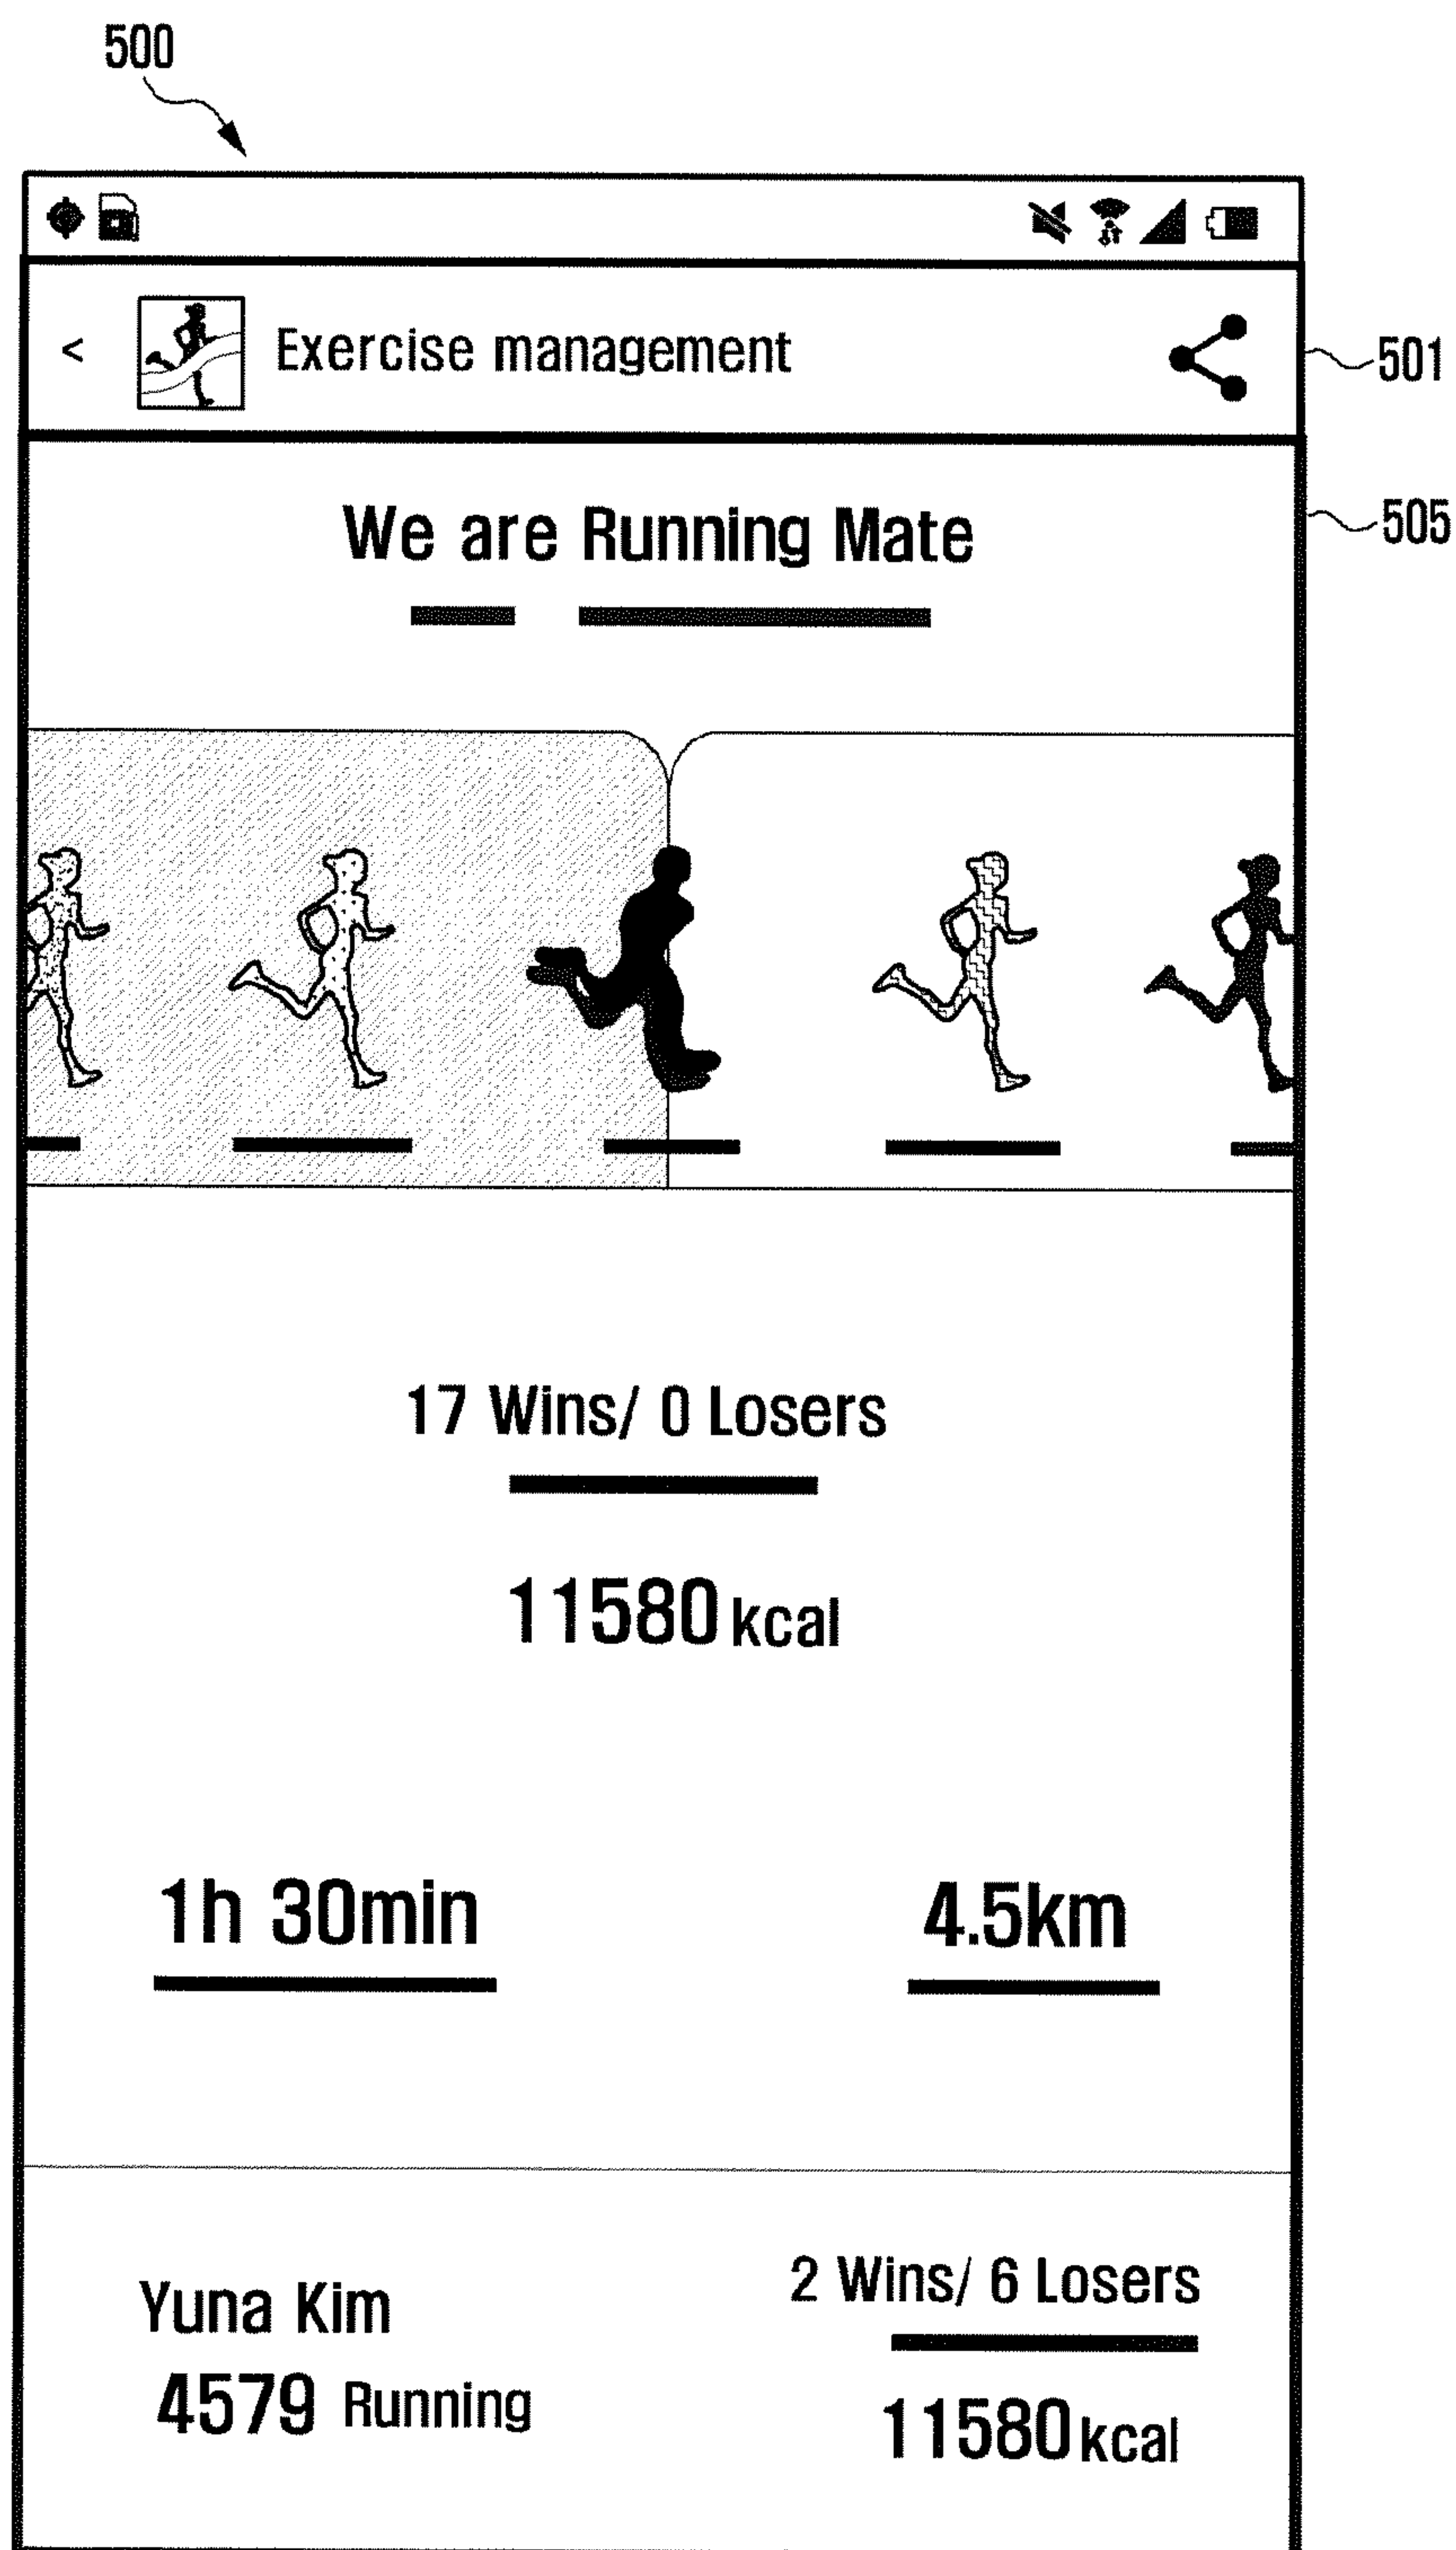 500
< Exercise management
501
We are Running Mate
505
17 Wins/ 0 Losers
11580 kcal
1h 30min
4.5km
Yuna Kim
4579 Running
2 Wins/ 6 Losers
11580 kcal